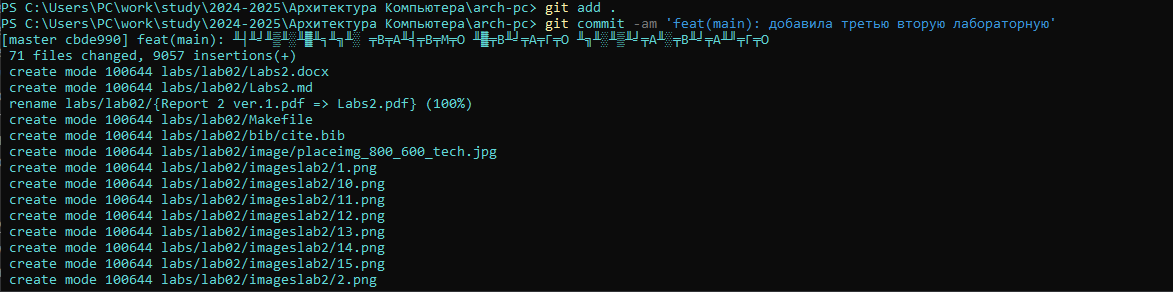 PS C:\Users\PC\work\study\2024-2025\Архитектура Компьютера\arch-pc> git add .
PS C:\Users\PC\work\study\2024-2025\Архитектура Компьютера\arch-pc> git commit -am 'feat(main): добавила третью вторую лабораторную'
[master cbde990] feat(main):
71 files changed, 9057 insertions(+)
create mode 100644 labs/lab02/Labs2.docx
create mode 100644 labs/lab02/Labs2.md
rename labs/lab02/{Report 2 ver.1.pdf => Labs2.pdf} (100%)
create mode 100644 labs/lab02/Makefile
create mode 100644 labs/lab02/bib/cite.bib
create mode 100644 labs/lab02/image/placeimg_800_600_tech.jpg
create mode 100644 labs/lab02/imageslab2/1.png
create mode 100644 labs/lab02/imageslab2/10.png
create mode 100644 labs/lab02/imageslab2/11.png
create mode 100644 labs/lab02/imageslab2/12.png
create mode 100644 labs/lab02/imageslab2/13.png
create mode 100644 labs/lab02/imageslab2/14.png
create mode 100644 labs/lab02/imageslab2/15.png
create mode 100644 labs/lab02/imageslab2/2.png